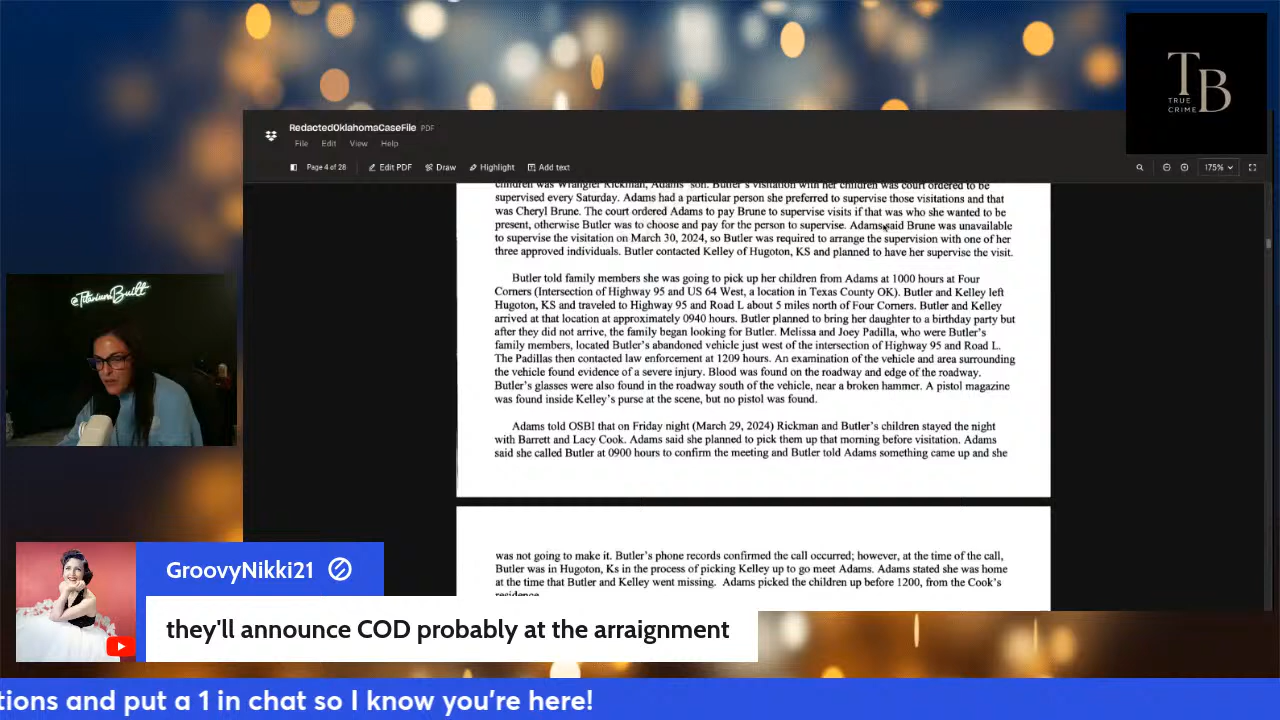 TB
TRUE
CRIME
RedactedOklahomaCaseFile PDF
File Edit View Help
Page 4 of 28 Edit PDF Draw Highlight Add text 175%
children was Wrangler Rickman, Adams' son. Butler's visitation with her children was court ordered to be
supervised every Saturday. Adams had a particular person she preferred to supervise those visitations and that
was Cheryl Brune. The court ordered Adams to pay Brune to supervise visits if that was who she wanted to be
present, otherwise Butler was to choose and pay for the person to supervise. Adams said Brune was unavailable
to supervise the visitation on March 30, 2024, so Butler was required to arrange the supervision with one of her
three approved individuals. Butler contacted Kelley of Hugoton, KS and planned to have her supervise the visit.
Butler told family members she was going to pick up her children from Adams at 1000 hours at Four
Corners (Intersection of Highway 95 and US 64 West, a location in Texas County OK). Butler and Kelley left
Hugoton, KS and traveled to Highway 95 and Road L about 5 miles north of Four Corners. Butler and Kelley
arrived at that location at approximately 0940 hours. Butler planned to bring her daughter to a birthday party but
after they did not arrive, the family began looking for Butler. Melissa and Joey Padilla, who were Butler's
family members, located Butler's abandoned vehicle just west of the intersection of Highway 95 and Road L.
The Padillas then contacted law enforcement at 1209 hours. An examination of the vehicle and area surrounding
the vehicle found evidence of a severe injury. Blood was found on the roadway and edge of the roadway.
Butler's glasses were also found in the roadway south of the vehicle, near a broken hammer. A pistol magazine
was found inside Kelley's purse at the scene, but no pistol was found.
Adams told OSBI that on Friday night (March 29, 2024) Rickman and Butler's children stayed the night
with Barrett and Lacy Cook. Adams said she planned to pick them up that morning before visitation. Adams
said she called Butler at 0900 hours to confirm the meeting and Butler told Adams something came up and she
was not going to make it. Butler's phone records confirmed the call occurred; however, at the time of the call,
Butler was in Hugoton, Ks in the process of picking Kelley up to go meet Adams. Adams stated she was home
at the time that Butler and Kelley went missing. Adams picked the children up before 1200, from the Cook's
residence.
@TitaniumBuilt
GroovyNikki21
they'll announce COD probably at the arraignment
tions and put a 1 in chat so I know you're here!